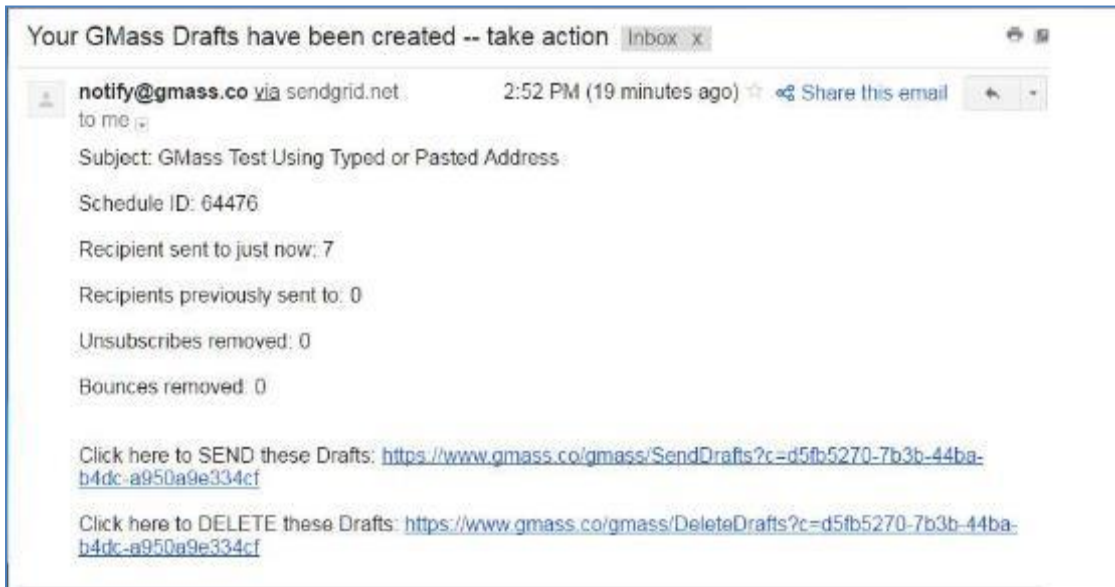 Your GMass Drafts have been created -- take action Inbox x
notify@gmass.co via sendgrid.net 2:52 PM (19 minutes ago) Share this email
to me
Subject: GMass Test Using Typed or Pasted Address
Schedule ID: 64476
Recipient sent to just now: 7
Recipients previously sent to: 0
Unsubscribes removed: 0
Bounces removed: 0
Click here to SEND these Drafts: https://www.gmass.co/gmass/SendDrafts?c=d5fb5270-7b3b-44ba-
b4dc-a950a9e334cf
Click here to DELETE these Drafts: https://www.gmass.co/gmass/DeleteDrafts?c=d5fb5270-7b3b-44ba-
b4dc-a950a9e334cf